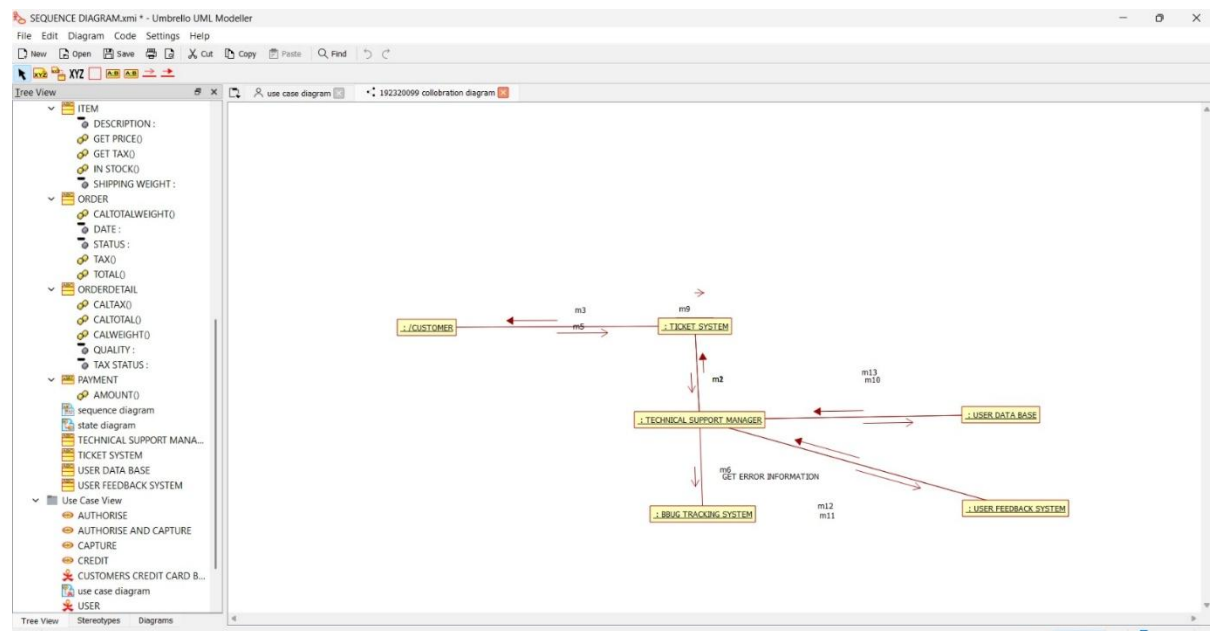 SEQUENCE DIAGRAM.xmi * - Umbrello UML Modeller
File Edit Diagram Code Settings Help
New Open Save Cut Copy Paste Find
XYZ XYZ A.B A.B
Tree View
use case diagram
192320099 collobration diagram
ITEM
DESCRIPTION :
GET PRICE()
GET TAX()
IN STOCK()
SHIPPING WEIGHT :
ORDER
CALTOTALWEIGHT()
DATE :
STATUS :
TAX()
TOTAL()
ORDERDETAIL
CALTAX()
CALTOTAL()
CALWEIGHT()
QUALITY :
TAX STATUS :
PAYMENT
AMOUNT()
sequence diagram
state diagram
TECHNICAL SUPPORT MANA...
TICKET SYSTEM
USER DATA BASE
USER FEEDBACK SYSTEM
Use Case View
AUTHORISE
AUTHORISE AND CAPTURE
CAPTURE
CREDIT
CUSTOMERS CREDIT CARD B...
use case diagram
USER
Tree View Stereotypes Diagrams
m3
m9
: /CUSTOMER
m5
: TICKET SYSTEM
m2
m13
m10
: TECHNICAL SUPPORT MANAGER
: USER DATA BASE
m6
GET ERROR INFORMATION
: BBUG TRACKING SYSTEM
m12
m11
: USER FEEDBACK SYSTEM